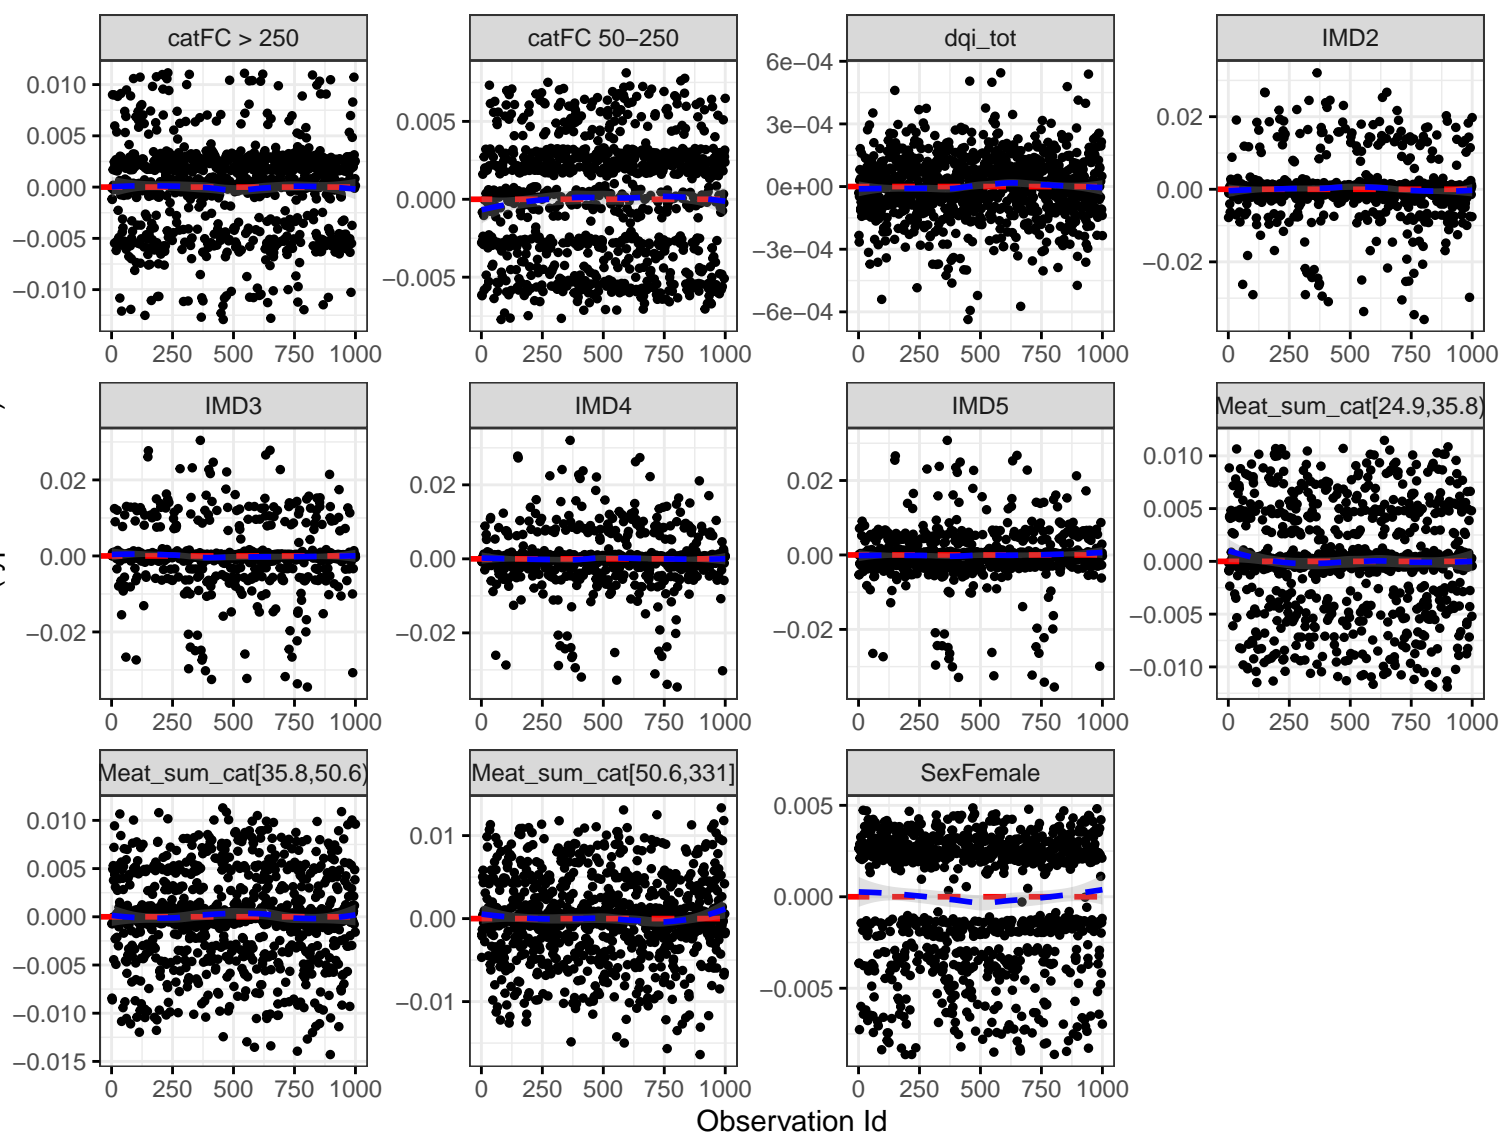 catFC > 250
catFC 50−250
dqi_tot
IMD2
0.010
0.005
0.000
−0.005
−0.010
0.005
0.000
−0.005
6e−04
3e−04
0e+00
−3e−04
−6e−04
0.02
0.00
−0.02
0 250 500 750 1000
0 250 500 750 1000
0 250 500 750 1000
0 250 500 750 1000
IMD3
IMD4
IMD5
Meat_sum_cat[24.9,35.8)
0.02
0.00
−0.02
0.02
0.00
−0.02
0.02
0.00
−0.02
0.010
0.005
0.000
−0.005
−0.010
0 250 500 750 1000
0 250 500 750 1000
0 250 500 750 1000
0 250 500 750 1000
Meat_sum_cat[35.8,50.6)
Meat_sum_cat[50.6,331]
SexFemale
0.010
0.005
0.000
−0.005
−0.010
−0.015
0.01
0.00
−0.01
0.005
0.000
−0.005
0 250 500 750 1000
0 250 500 750 1000
0 250 500 750 1000
Observation Id